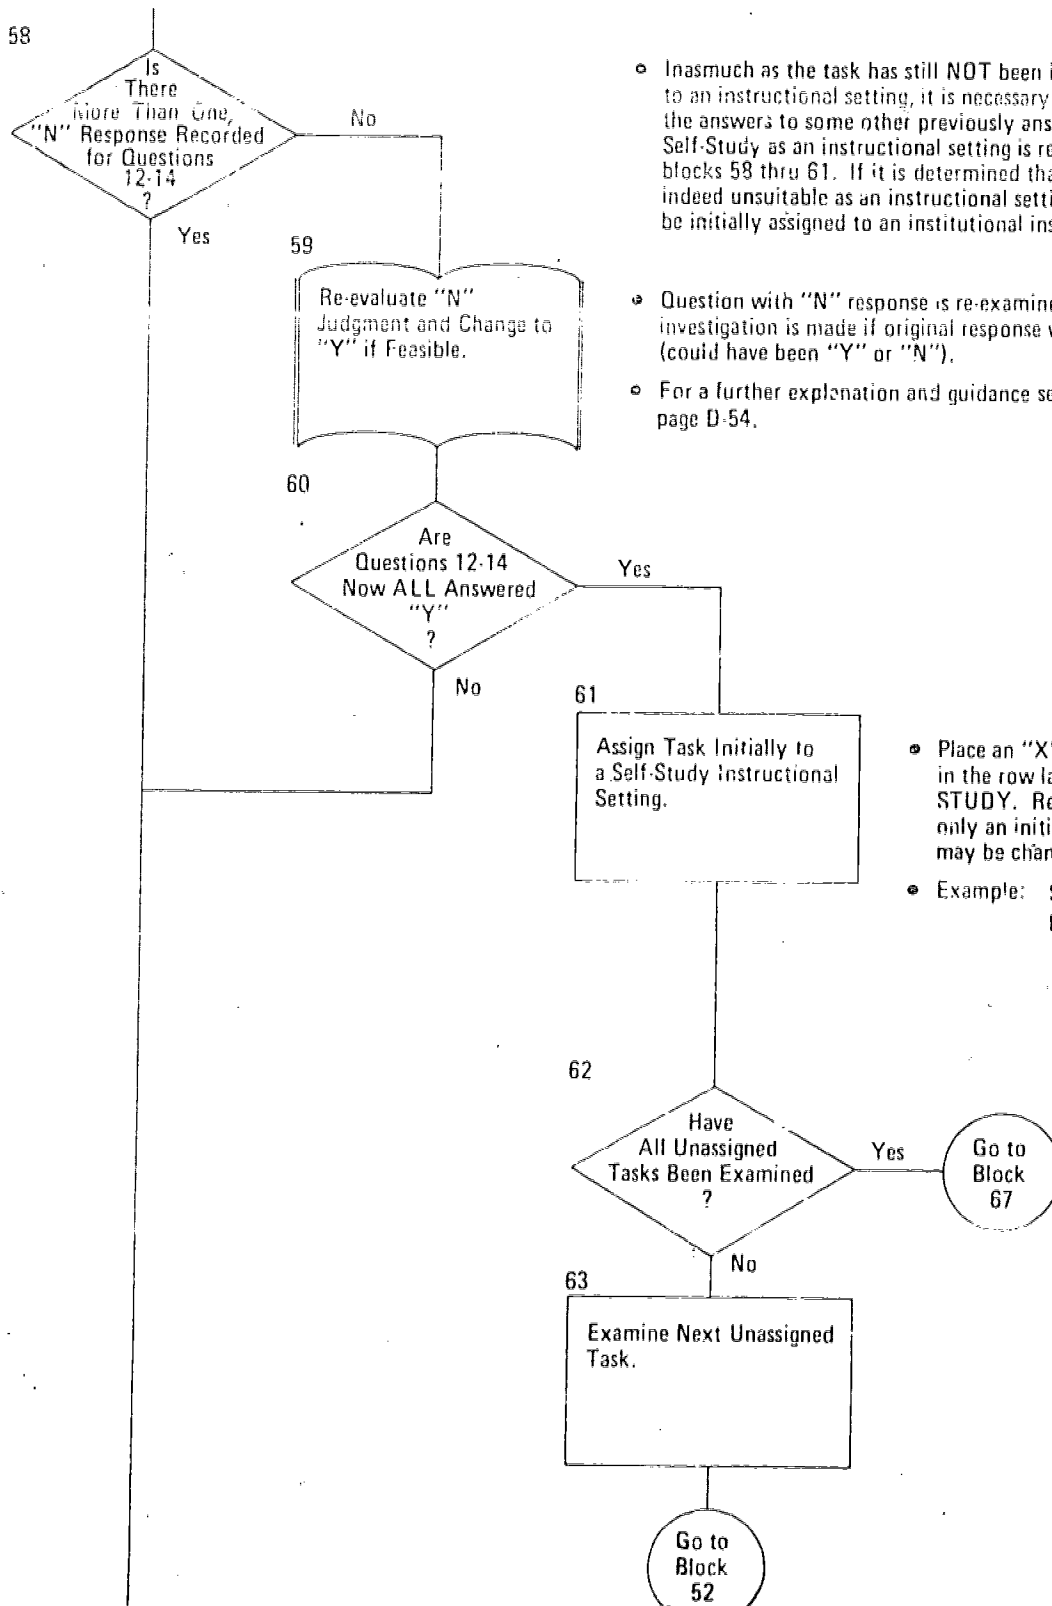 58
Is
There
More Than One,
"N" Response Recorded
for Questions
12-14
?
No
Yes
o Inasmuch as the task has still NOT been i
to an instructional setting, it is necessary
the answers to some other previously ans
Self-Study as an instructional setting is re
blocks 58 thru 61. If it is determined tha
indeed unsuitable as an instructional setti
be initially assigned to an institutional ins
59
Re-evaluate "N"
Judgment and Change to
"Y" if Feasible.
• Question with "N" response is re-examine
investigation is made if original response w
(could have been "Y" or "N").
o For a further explanation and guidance se
page D-54.
60
Are
Questions 12-14
Now ALL Answered
"Y"
?
Yes
No
61
Assign Task Initially to
a Self-Study Instructional
Setting.
• Place an "X"
in the row la
STUDY. Re
only an initi
may be chan
• Example: S
62
Have
All Unassigned
Tasks Been Examined
?
Yes
Go to
Block
67
No
63
Examine Next Unassigned
Task.
Go to
Block
52